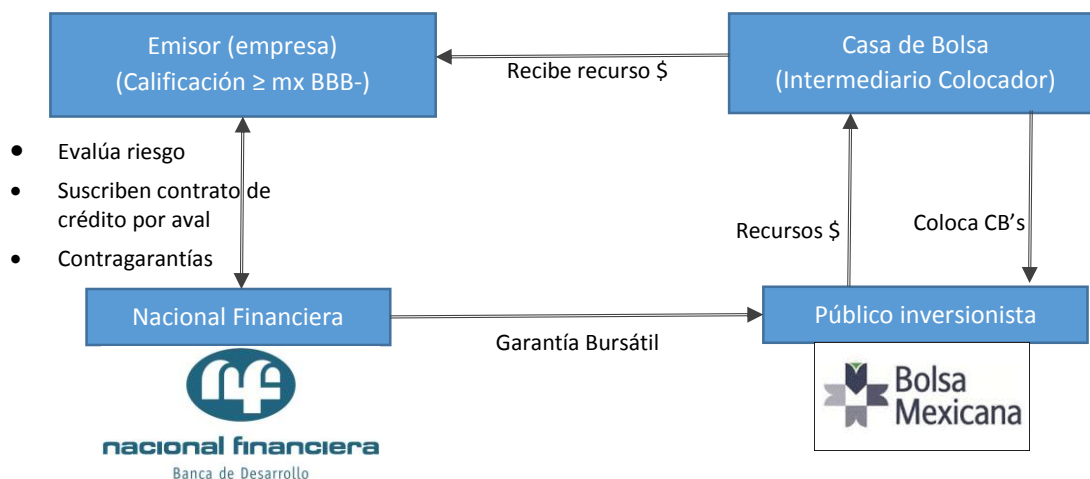 Emisor (empresa)
(Calificación ≥ mx BBB-)
Casa de Bolsa
(Intermediario Colocador)
Recibe recurso $
• Evalúa riesgo
• Suscriben contrato de
crédito por aval
• Contragarantías
Recursos $
Coloca CB's
Nacional Financiera
Garantía Bursátil
Público inversionista
nf
nacional financiera
Banca de Desarrollo
Bolsa
Mexicana